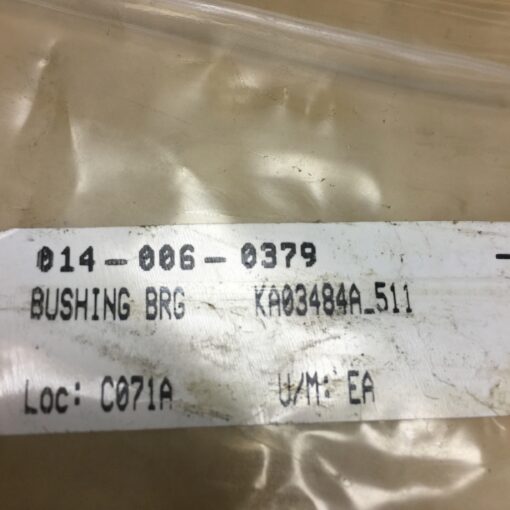 014-006-0379
BUSHING BRG KA03484A_511
Loc: C071A U/M: EA